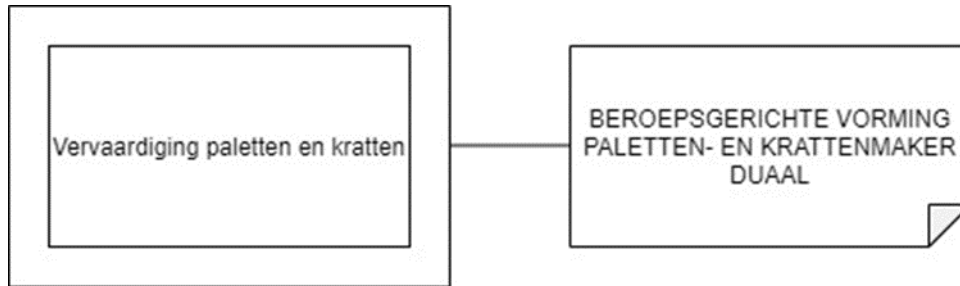 Vervaardiging paletten en kratten
BEROEPSGERICHTE VORMING
PALETTEN- EN KRATTENMAKER
DUAAL